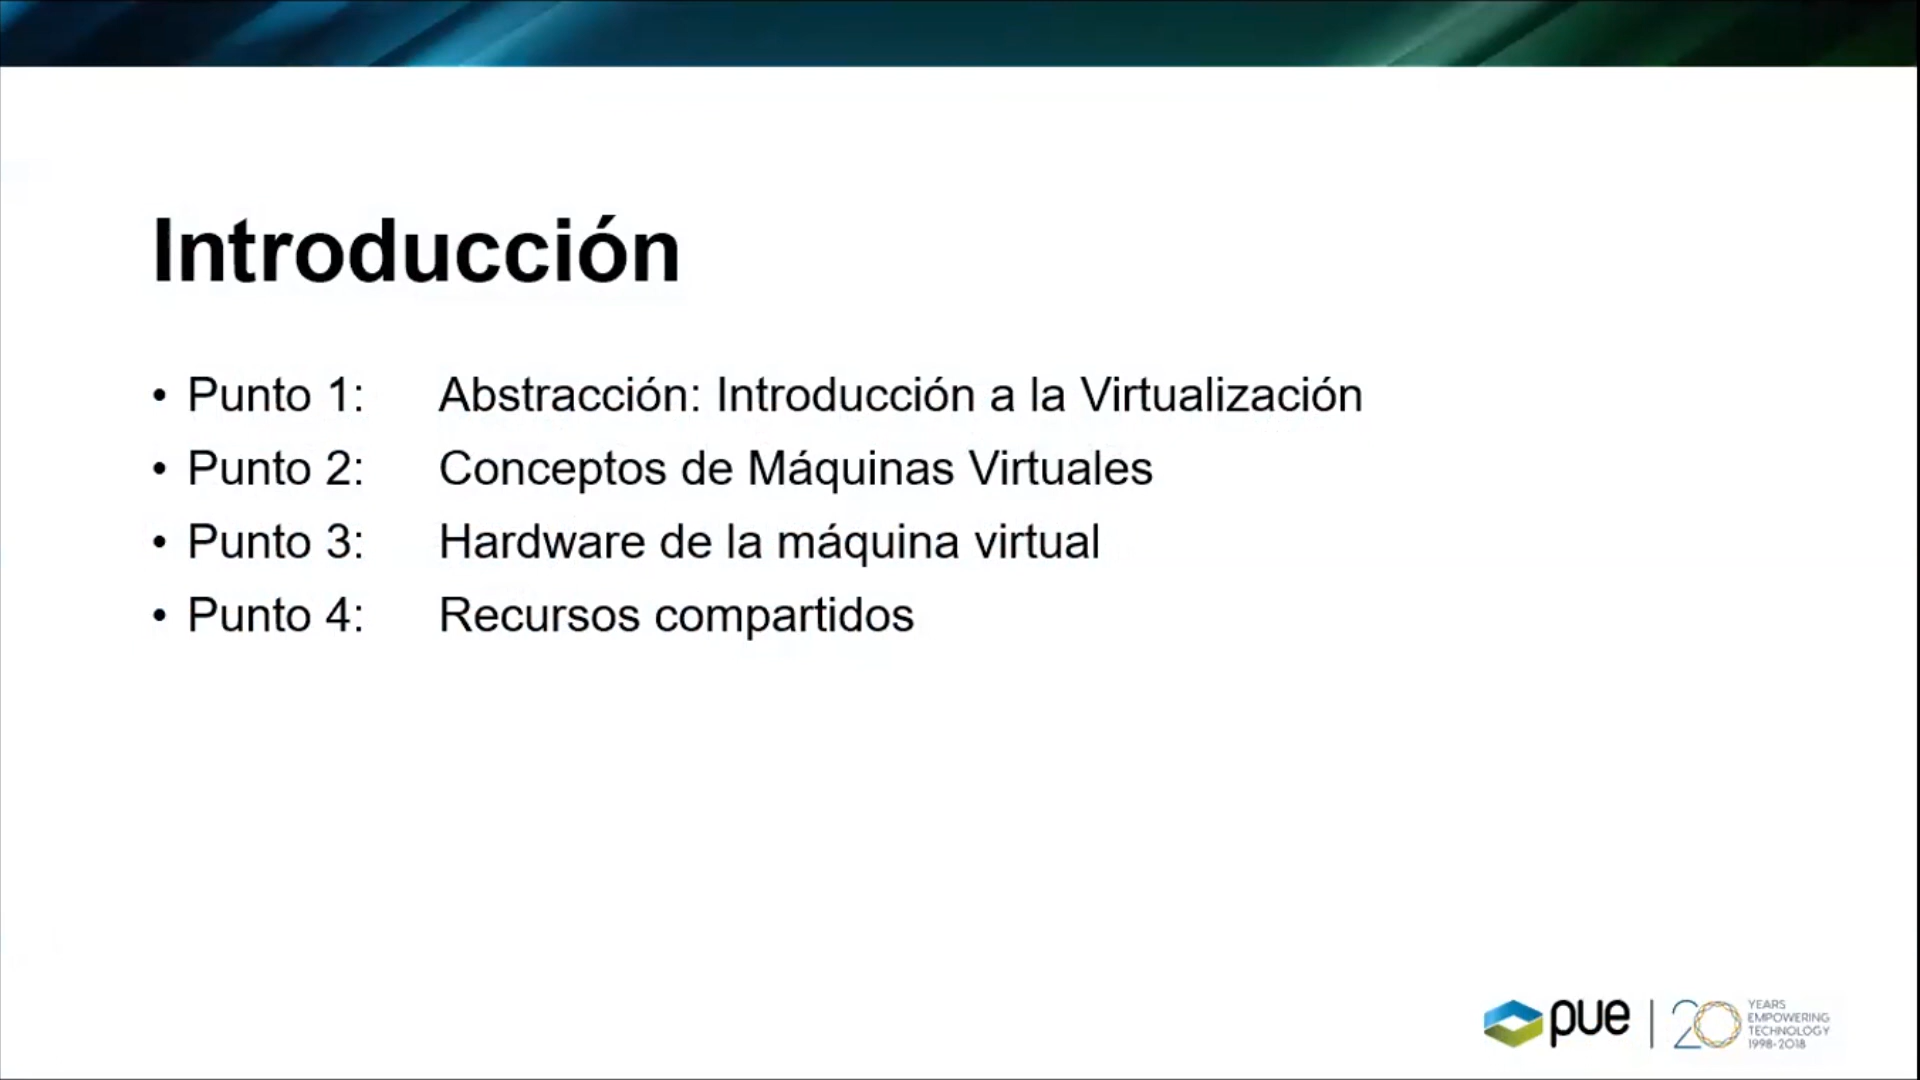 Introducción
• Punto 1: Abstracción: Introducción a la Virtualización
• Punto 2: Conceptos de Máquinas Virtuales
• Punto 3: Hardware de la máquina virtual
• Punto 4: Recursos compartidos
pue | 20 YEARS
EMPOWERING
TECHNOLOGY
1998-2018